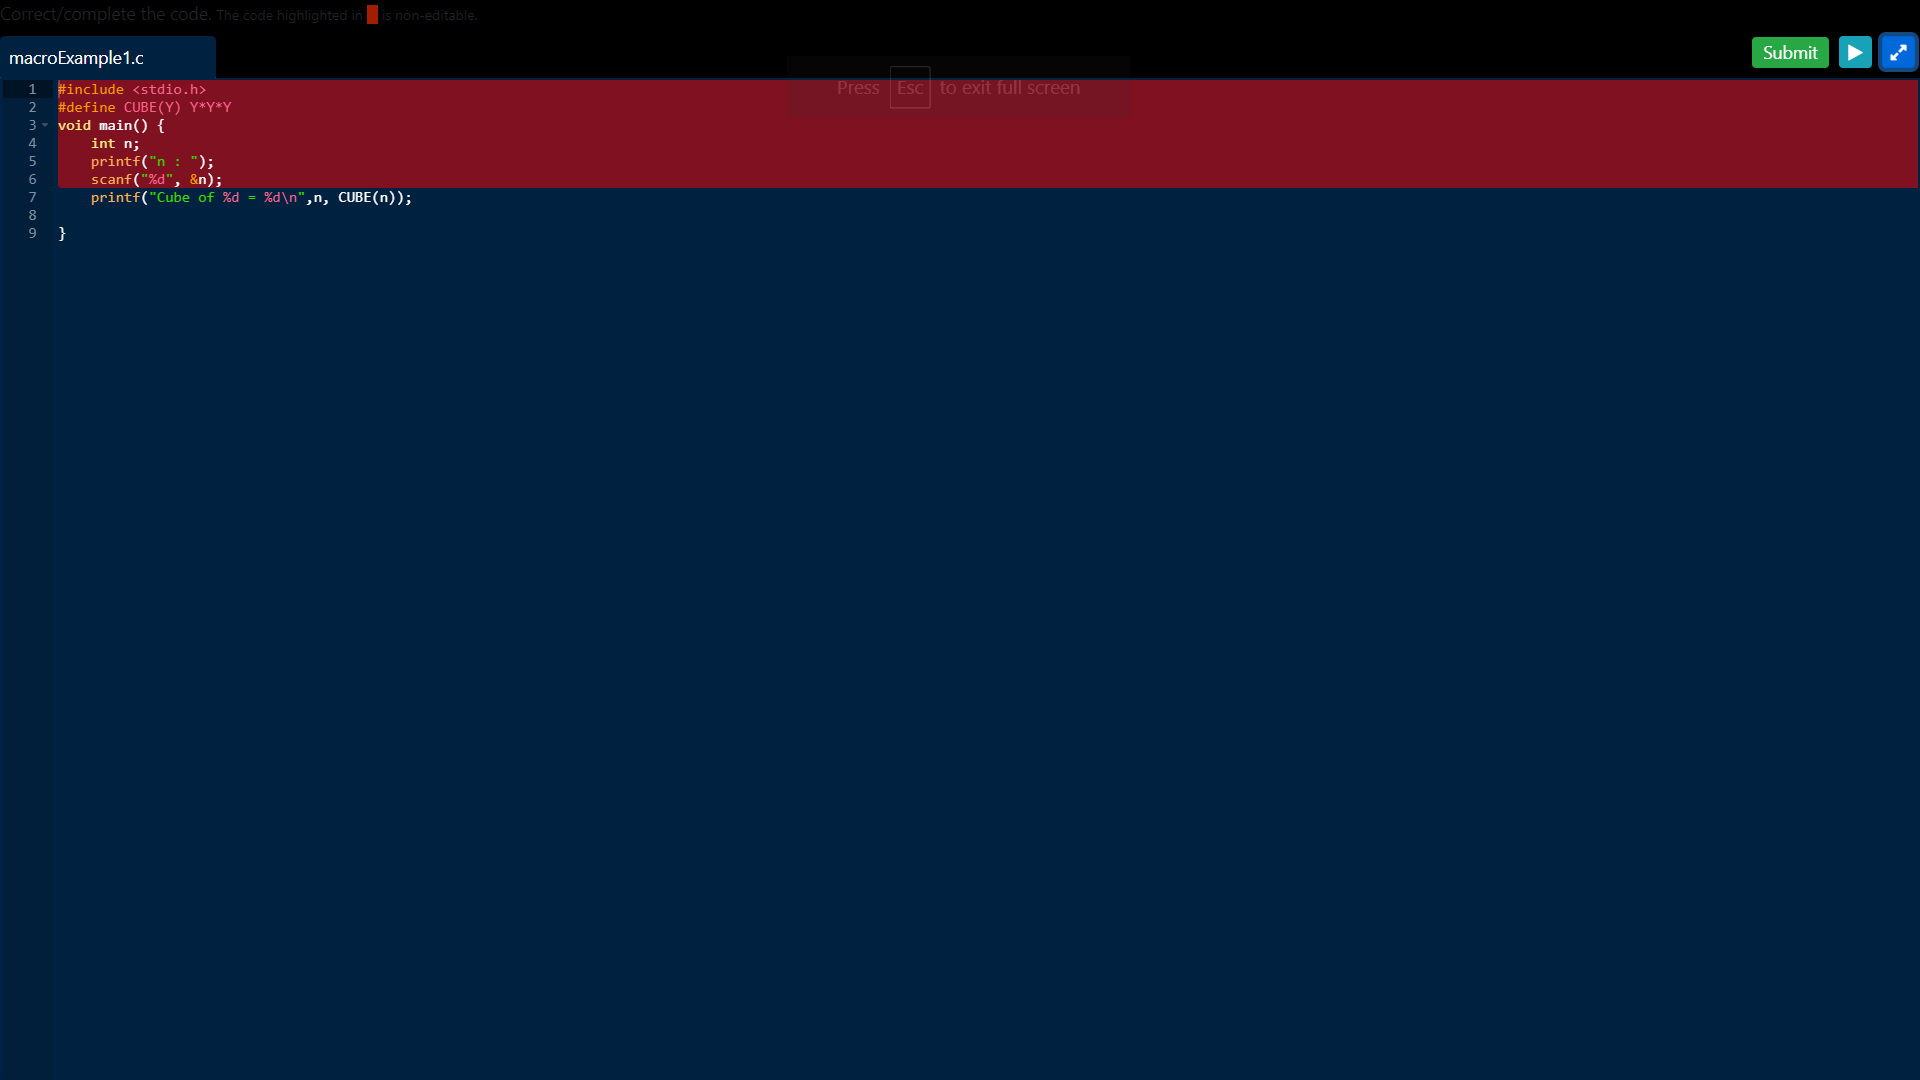 Correct/complete the code. The code highlighted in is non-editable.
macroExample1.c
Submit
Press Esc to exit full screen
1 #include <stdio.h>
2 #define CUBE(Y) Y*Y*Y
3 void main() {
4     int n;
5     printf("n : ");
6     scanf("%d", &n);
7     printf("Cube of %d = %d\n",n, CUBE(n));
8
9 }